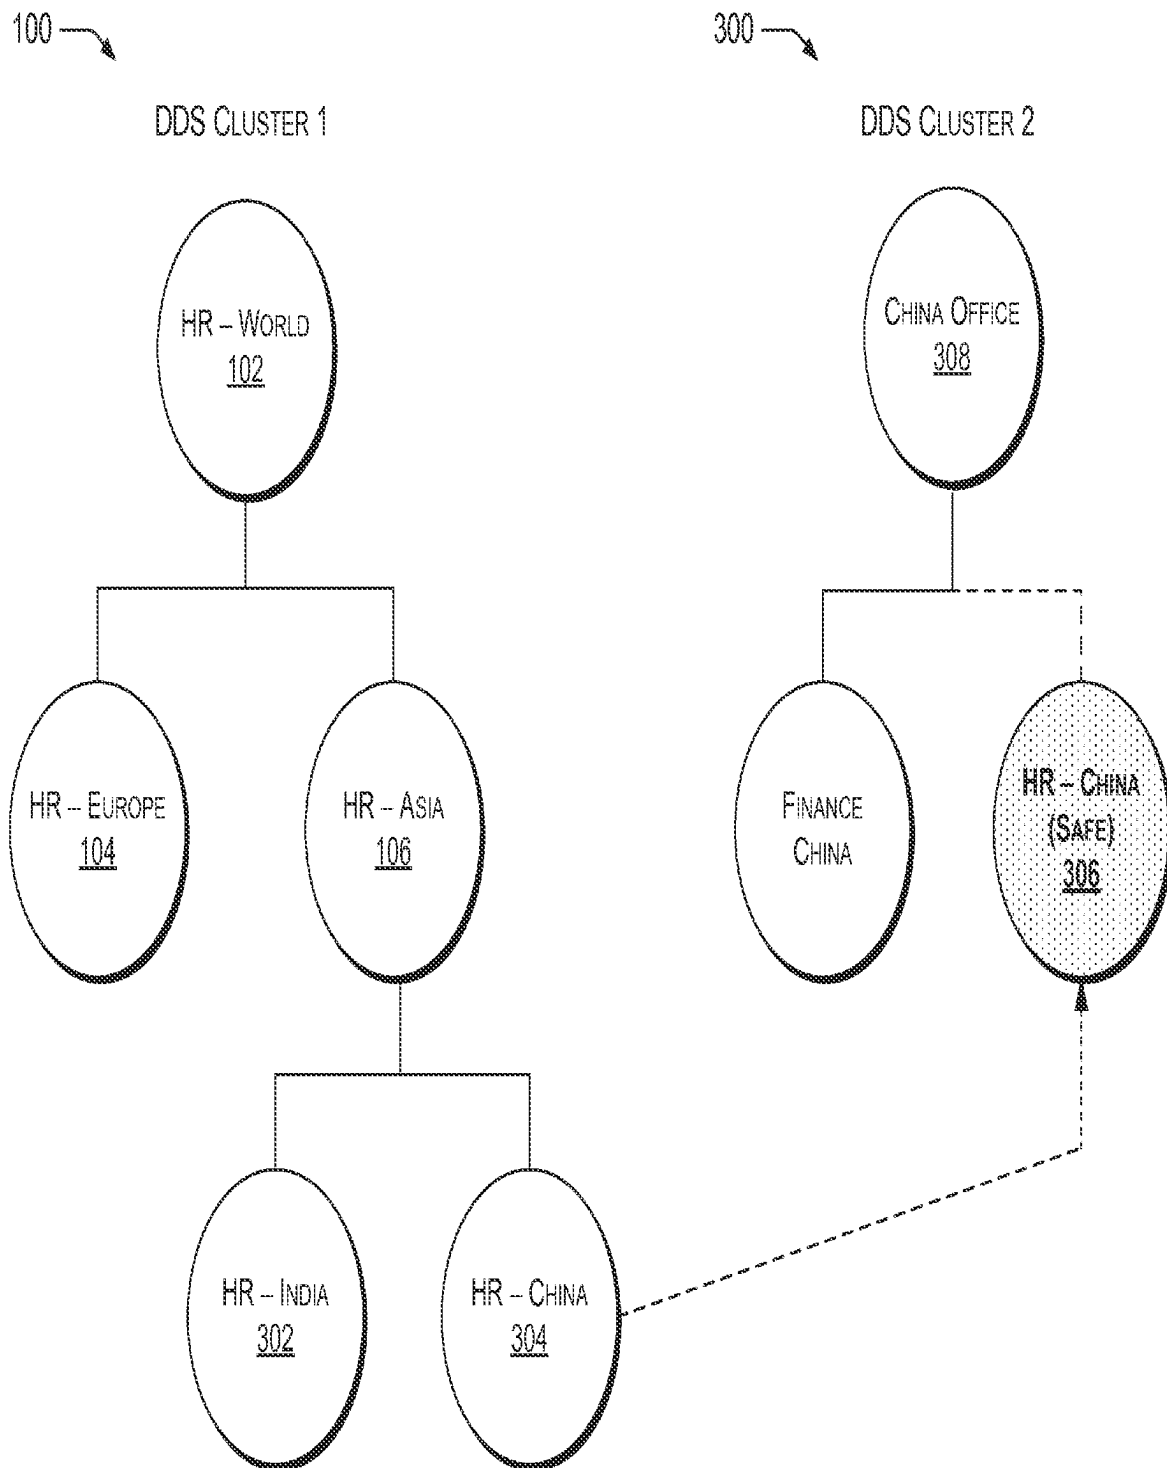 100
300
DDS CLUSTER 1
DDS CLUSTER 2
HR – WORLD
102
CHINA OFFICE
308
HR – EUROPE
104
HR – ASIA
106
FINANCE
CHINA
HR – CHINA
(SAFE)
306
HR – INDIA
302
HR – CHINA
304